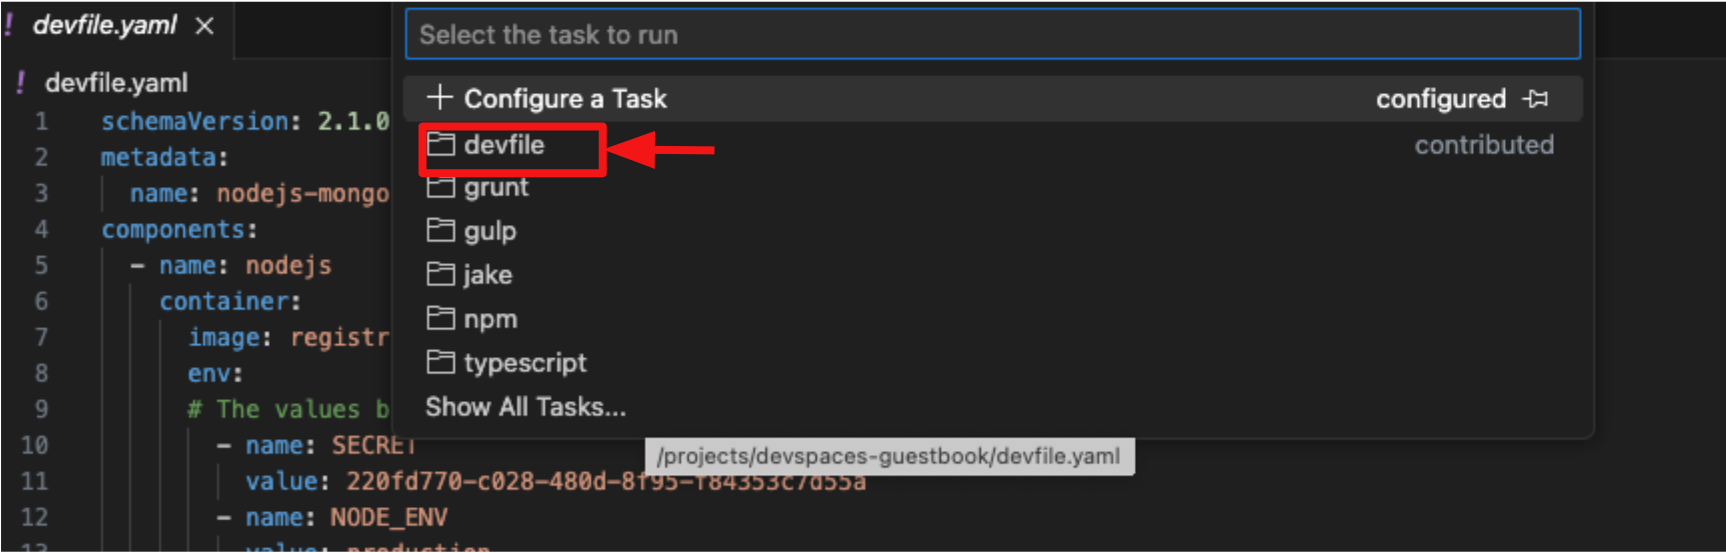 ! devfile.yaml ×
Select the task to run
! devfile.yaml
+ Configure a Task configured
devfile contributed
grunt
gulp
jake
npm
typescript
Show All Tasks...
/projects/devspaces-guestbook/devfile.yaml
1 schemaVersion: 2.1.0
2 metadata:
3 name: nodejs-mongo
4 components:
5 - name: nodejs
6 container:
7 image: registr
8 env:
9 # The values b
10 - name: SECRET
11 value: 220fd770-c028-480d-8f95-f84353c7d55a
12 - name: NODE_ENV
13 value: production